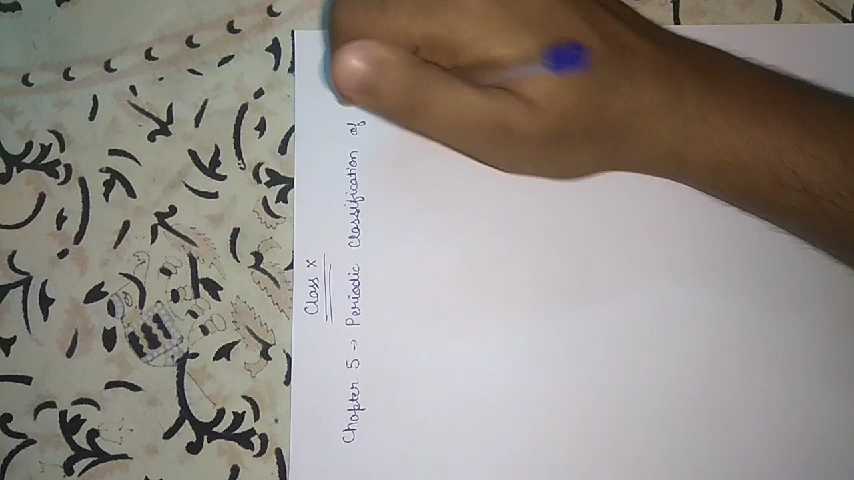 Class X
Chapter 5 → Periodic Classification of